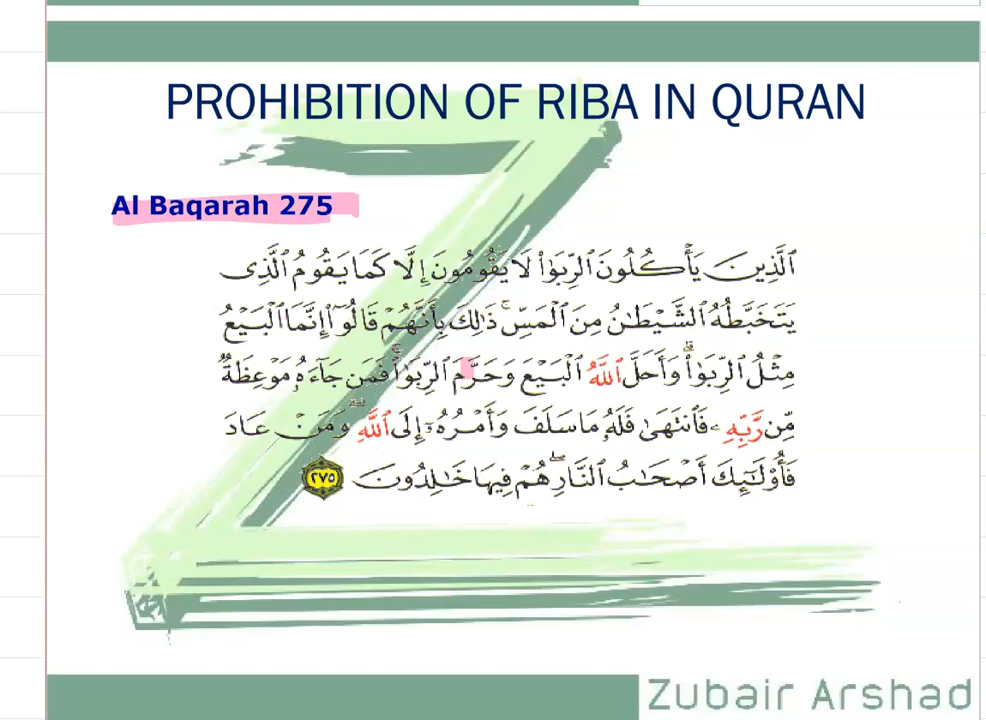 PROHIBITION OF RIBA IN QURAN
Al Baqarah 275
ٱلَّذِينَ يَأْكُلُونَ ٱلرِّبَوٰا۟ لَا يَقُومُونَ إِلَّا كَمَا يَقُومُ ٱلَّذِى
يَتَخَبَّطُهُ ٱلشَّيْطَـٰنُ مِنَ ٱلْمَسِّ ۚ ذَٰلِكَ بِأَنَّهُمْ قَالُوٓا۟ إِنَّمَا ٱلْبَيْعُ
مِثْلُ ٱلرِّبَوٰا۟ ۗ وَأَحَلَّ ٱللَّهُ ٱلْبَيْعَ وَحَرَّمَ ٱلرِّبَوٰا۟ ۚ فَمَن جَآءَهُۥ مَوْعِظَةٌ
مِّن رَّبِّهِۦ فَٱنتَهَىٰ فَلَهُۥ مَا سَلَفَ وَأَمْرُهُۥٓ إِلَى ٱللَّهِ ۖ وَمَنْ عَادَ
فَأُو۟لَـٰٓئِكَ أَصْحَـٰبُ ٱلنَّارِ ۖ هُمْ فِيهَا خَـٰلِدُونَ ٢٧٥
Zubair Arshad